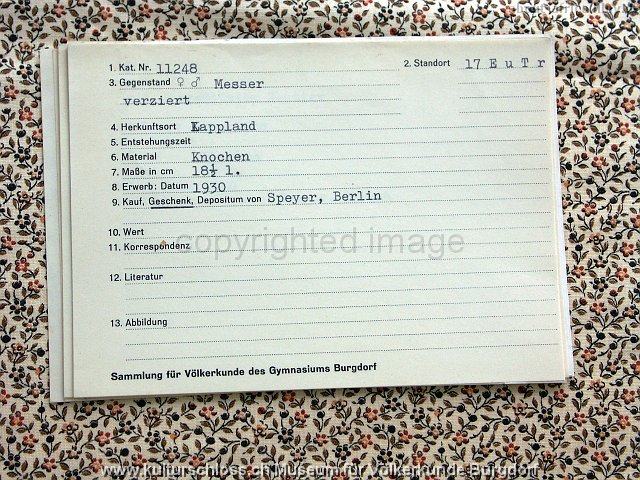 1. Kat. Nr. 11248 2. Standort 17 E u T r
3. Gegenstand ♀ ♂ Messer
verziert
4. Herkunftsort Lappland
5. Entstehungszeit
6. Material Knochen
7. Maße in cm 18½ l.
8. Erwerb: Datum 1930
9. Kauf, Geschenk, Depositum von Speyer, Berlin
10. Wert
11. Korrespondenz
copyrighted image
12. Literatur
13. Abbildung
Sammlung für Völkerkunde des Gymnasiums Burgdorf
www.kulturschloss.ch Museum für Völkerkunde Burgdorf